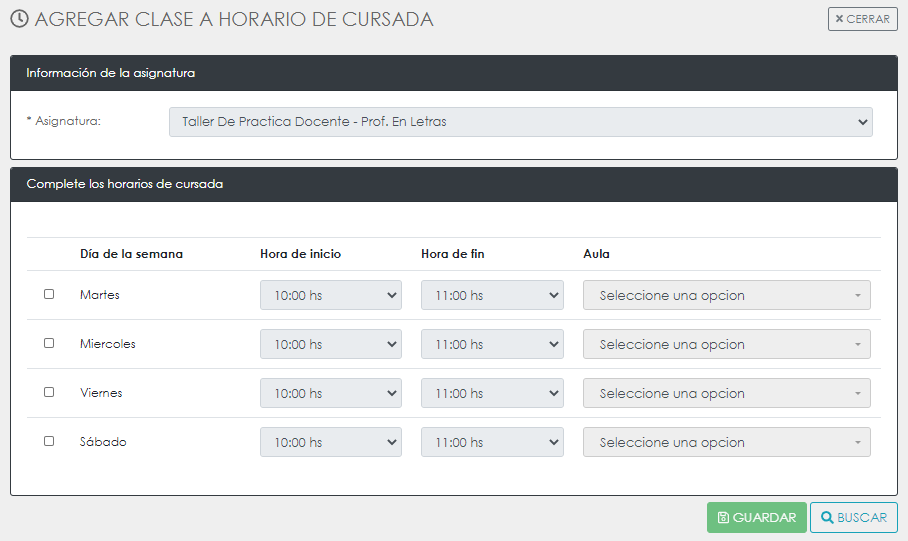 AGREGAR CLASE A HORARIO DE CURSADA
× CERRAR
Información de la asignatura
* Asignatura:
Taller De Practica Docente - Prof. En Letras
Complete los horarios de cursada
Día de la semana Hora de inicio Hora de fin Aula
Martes 10:00 hs 11:00 hs Seleccione una opcion
Miercoles 10:00 hs 11:00 hs Seleccione una opcion
Viernes 10:00 hs 11:00 hs Seleccione una opcion
Sábado 10:00 hs 11:00 hs Seleccione una opcion
GUARDAR
BUSCAR